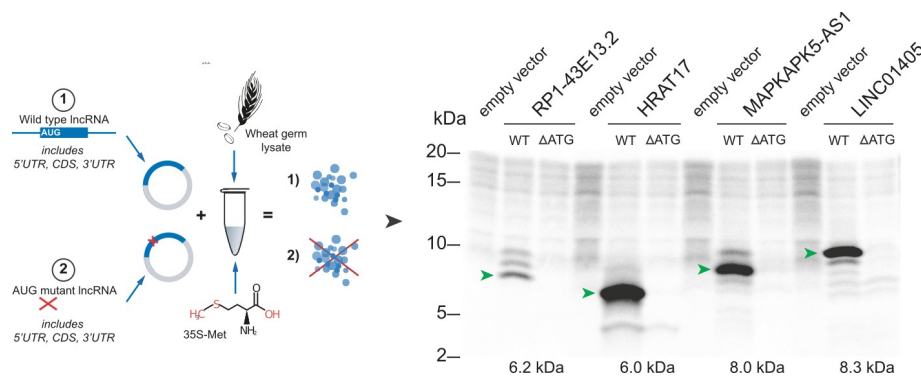 1
Wild type lncRNA
AUG
includes
5'UTR, CDS, 3'UTR
2
AUG mutant lncRNA
includes
5'UTR, CDS, 3'UTR
...
Wheat germ
lysate
+
=
1)
2)
H₃C
S
O
OH
NH₂
35S-Met
empty vector RP1-43E13.2 empty vector HRAT17 empty vector MAPKAPK5-AS1 empty vector LINC01405
kDa
WT ΔATG WT ΔATG WT ΔATG WT ΔATG
20
15
10
5
2
6.2 kDa 6.0 kDa 8.0 kDa 8.3 kDa